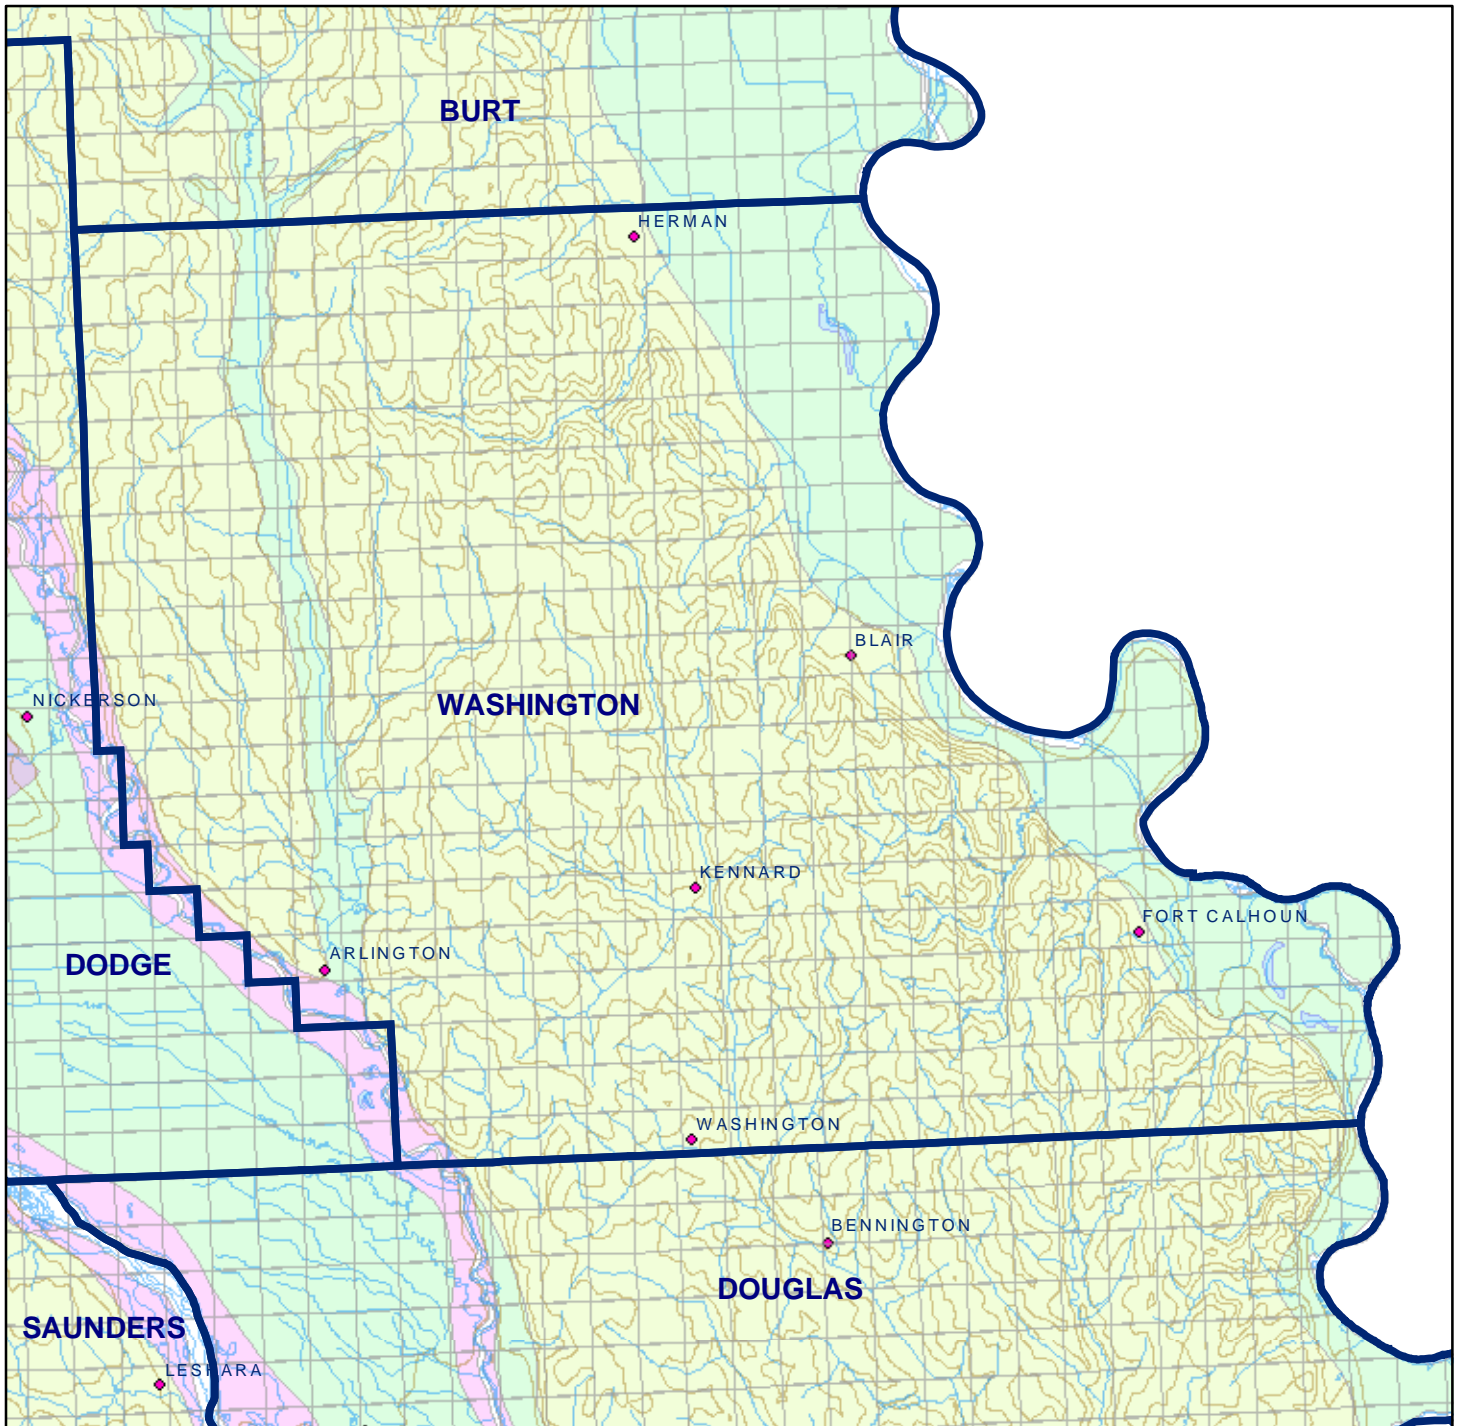 BURT
HERMAN
BLAIR
NICKERSON
WASHINGTON
KENNARD
FORT CALHOUN
ARLINGTON
DODGE
WASHINGTON
BENNINGTON
DOUGLAS
SAUNDERS
LESHARA